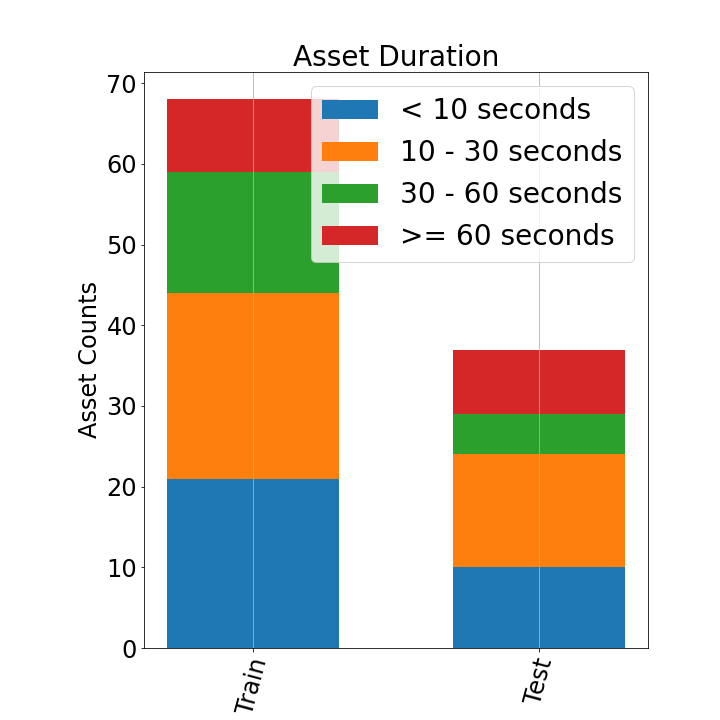 Asset Duration
70
60
50
40
30
20
10
0
Asset Counts
< 10 seconds
10 - 30 seconds
30 - 60 seconds
>= 60 seconds
Train
Test